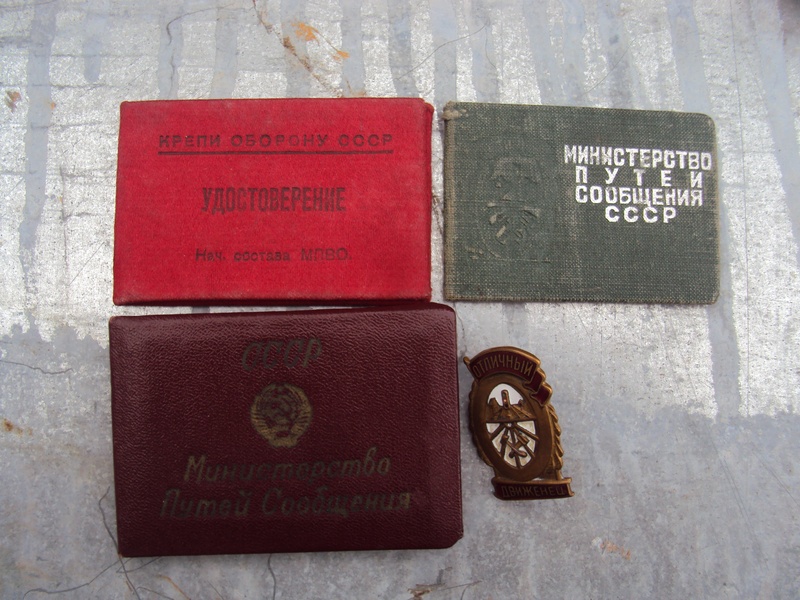 КРЕПИ ОБОРОНУ СССР
УДОСТОВЕРЕНИЕ
Нач. состава МПВО.
МИНИСТЕРСТВО
ПУТЕЙ
СООБЩЕНИЯ
СССР
СССР
Министерство
Путей Сообщения
ОТЛИЧНЫЙ
ДВИЖЕНЕЦ